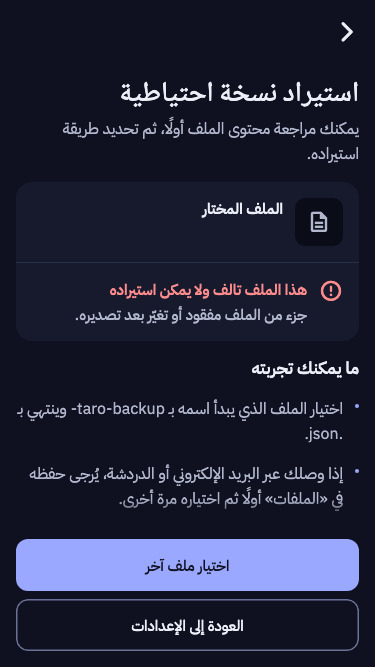 استيراد نسخة احتياطية
يمكنك مراجعة محتوى الملف أولًا، ثم تحديد طريقة
استيراده.
الملف المختار
هذا الملف تالف ولا يمكن استيراده
جزء من الملف مفقود أو تغيّر بعد تصديره.
ما يمكنك تجربته
• اختيار الملف الذي يبدأ اسمه بـ taro-backup-‎ وينتهي بـ
‎.json.
• إذا وصلك عبر البريد الإلكتروني أو الدردشة، يُرجى حفظه
في «الملفات» أولًا ثم اختياره مرة أخرى.
اختيار ملف آخر
العودة إلى الإعدادات